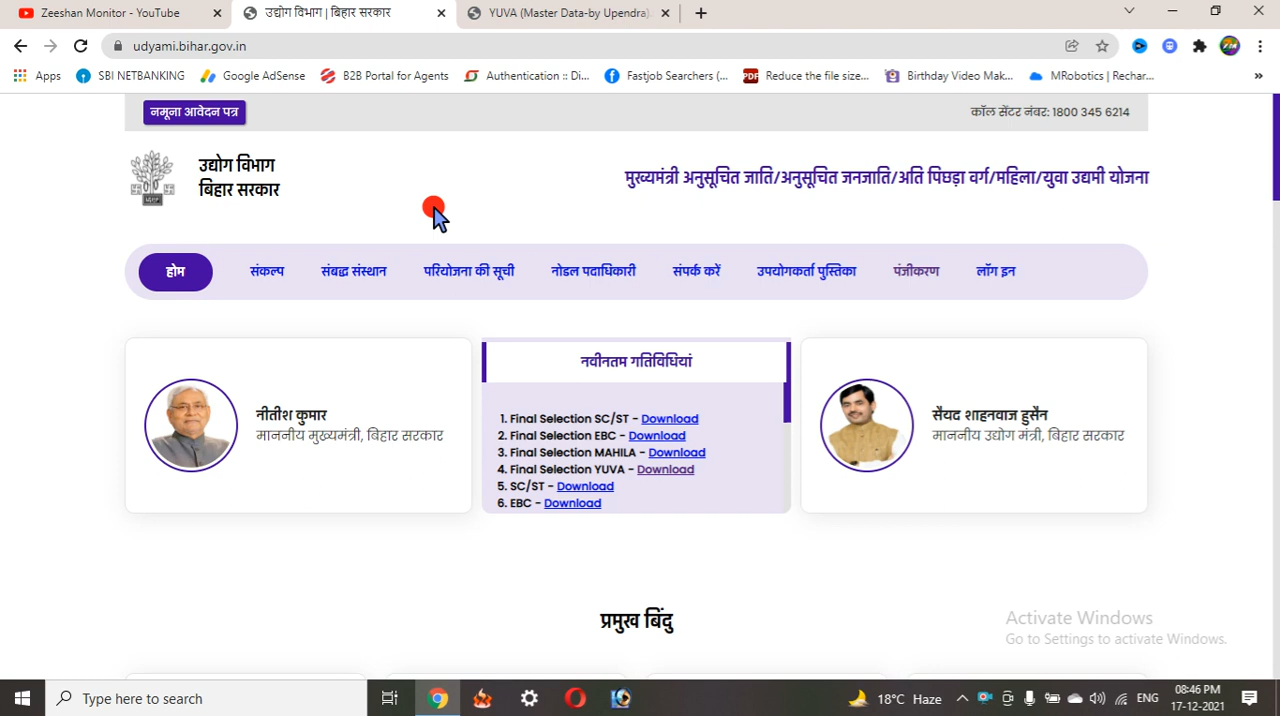 Zeeshan Monitor - YouTube
उद्योग विभाग | बिहार सरकार
YUVA (Master Data-by Upendra)
udyami.bihar.gov.in
Apps
SBI NETBANKING
Google AdSense
B2B Portal for Agents
Authentication :: Di...
Fastjob Searchers (...
PDF
Reduce the file size...
Birthday Video Mak...
MRobotics | Rechar...
»
नमूना आवेदन पत्र
कॉल सेंटर नंबर: 1800 345 6214
उद्योग विभाग
बिहार सरकार
मुख्यमंत्री अनुसूचित जाति/अनुसूचित जनजाति/अति पिछड़ा वर्ग/महिला/युवा उद्यमी योजना
होम संकल्प संबद्ध संस्थान परियोजना की सूची नोडल पदाधिकारी संपर्क करें उपयोगकर्ता पुस्तिका पंजीकरण लॉग इन
नीतीश कुमार
माननीय मुख्यमंत्री, बिहार सरकार
नवीनतम गतिविधियां
1. Final Selection SC/ST - Download
2. Final Selection EBC - Download
3. Final Selection MAHILA - Download
4. Final Selection YUVA - Download
5. SC/ST - Download
6. EBC - Download
सैयद शाहनवाज हुसैन
माननीय उद्योग मंत्री, बिहार सरकार
प्रमुख बिंदु
Activate Windows
Go to Settings to activate Windows.
Type here to search
18°C Haze
ENG
08:46 PM
17-12-2021